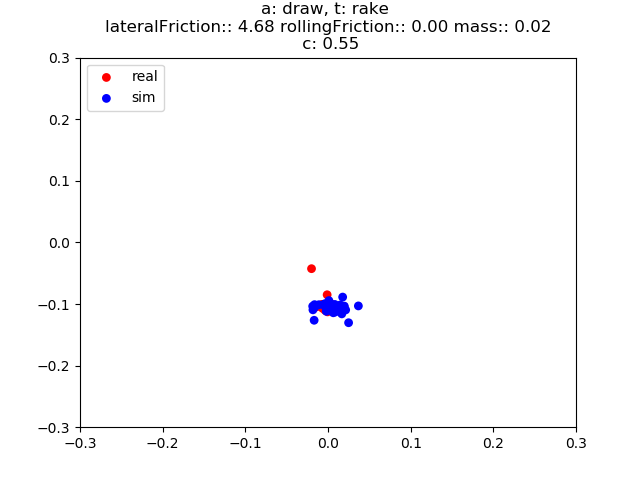 a: draw, t: rake
lateralFriction:: 4.68 rollingFriction:: 0.00 mass:: 0.02
c: 0.55
real
sim
0.3
0.2
0.1
0.0
−0.1
−0.2
−0.3
−0.3 −0.2 −0.1 0.0 0.1 0.2 0.3